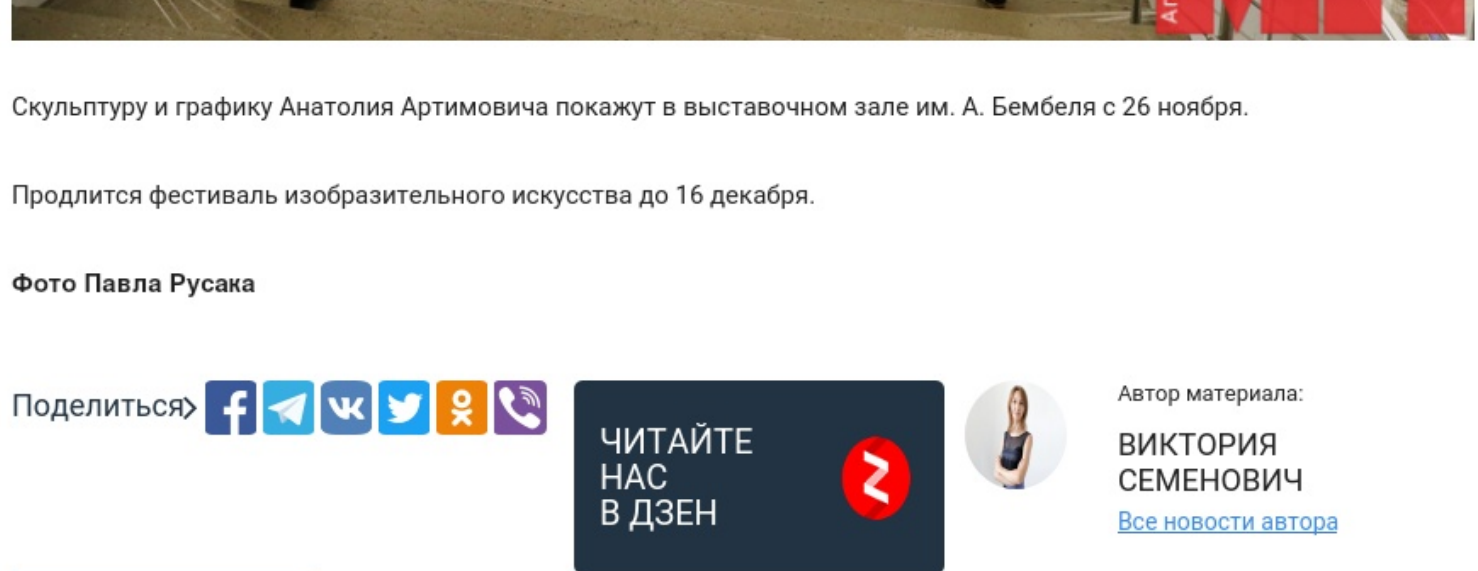 Скульптуру и графику Анатолия Артимовича покажут в выставочном зале им. А. Бембеля с 26 ноября.
Продлится фестиваль изобразительного искусства до 16 декабря.
Фото Павла Русака
Поделиться
ЧИТАЙТЕ
НАС
В ДЗЕН
Автор материала:
ВИКТОРИЯ
СЕМЕНОВИЧ
Все новости автора